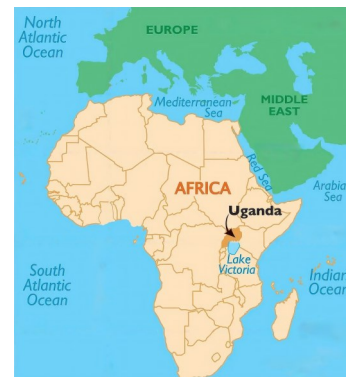 North
Atlantic
Ocean
EUROPE
Mediterranean
Sea
MIDDLE
EAST
Red Sea
Arabia
Sea
AFRICA
Uganda
Lake
Victoria
South
Atlantic
Ocean
Indian
Ocean